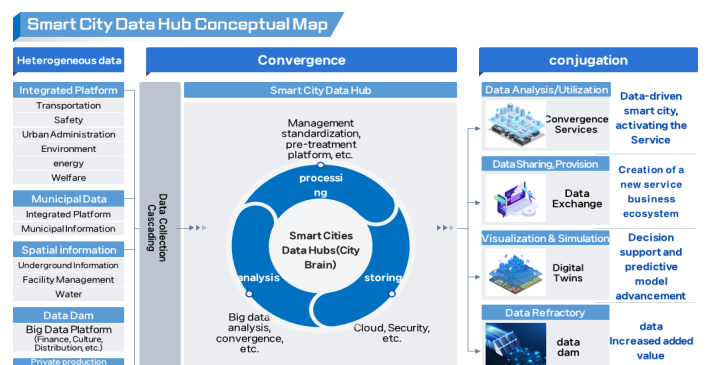 Smart City Data Hub Conceptual Map
Heterogeneous data
Convergence
conjugation
Integrated Platform
Transportation
Safety
Urban Administration
Environment
energy
Welfare
Municipal Data
Integrated Platform
Municipal Information
Spatial information
Underground Information
Facility Management
Water
Data Dam
Big Data Platform
(Finance, Culture,
Distribution, etc.)
Private production
Data Collection
Cascading
Smart City Data Hub
Management
standardization,
pre-treatment
platform, etc.
processi
ng
Smart Cities
Data Hubs(City
Brain)
analysis
storing
Big data
analysis,
convergence,
etc.
Cloud, Security,
etc.
Data Analysis/Utilization
Convergence
Services
Data-driven
smart city,
activating the
Service
Data Sharing, Provision
Data
Exchange
Creation of a
new service
business
ecosystem
Visualization & Simulation
Digital
Twins
Decision
support and
predictive
model
advancement
Data Refractory
data
dam
data
Increased added
value